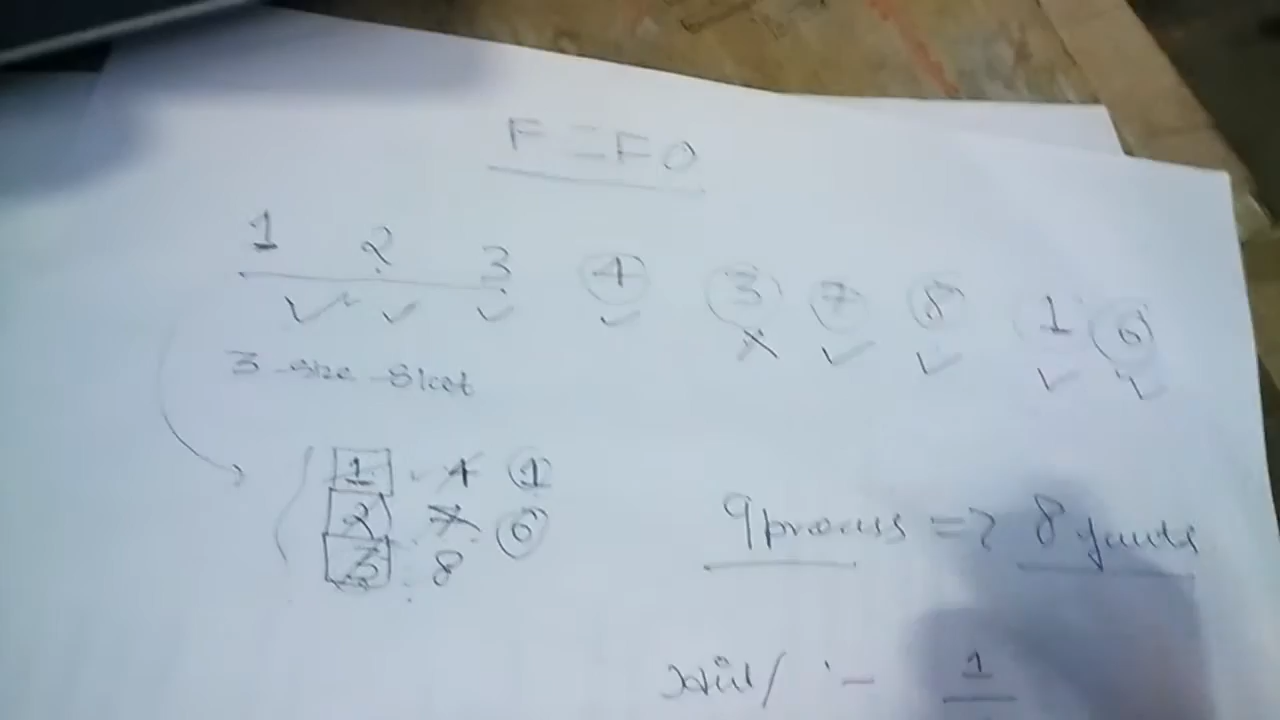 FIFO
1 2 3 4 3 7 8 1 6
3-size-Slot
1 4 1
2 7 6
3 8
9 process => 8 faults
1